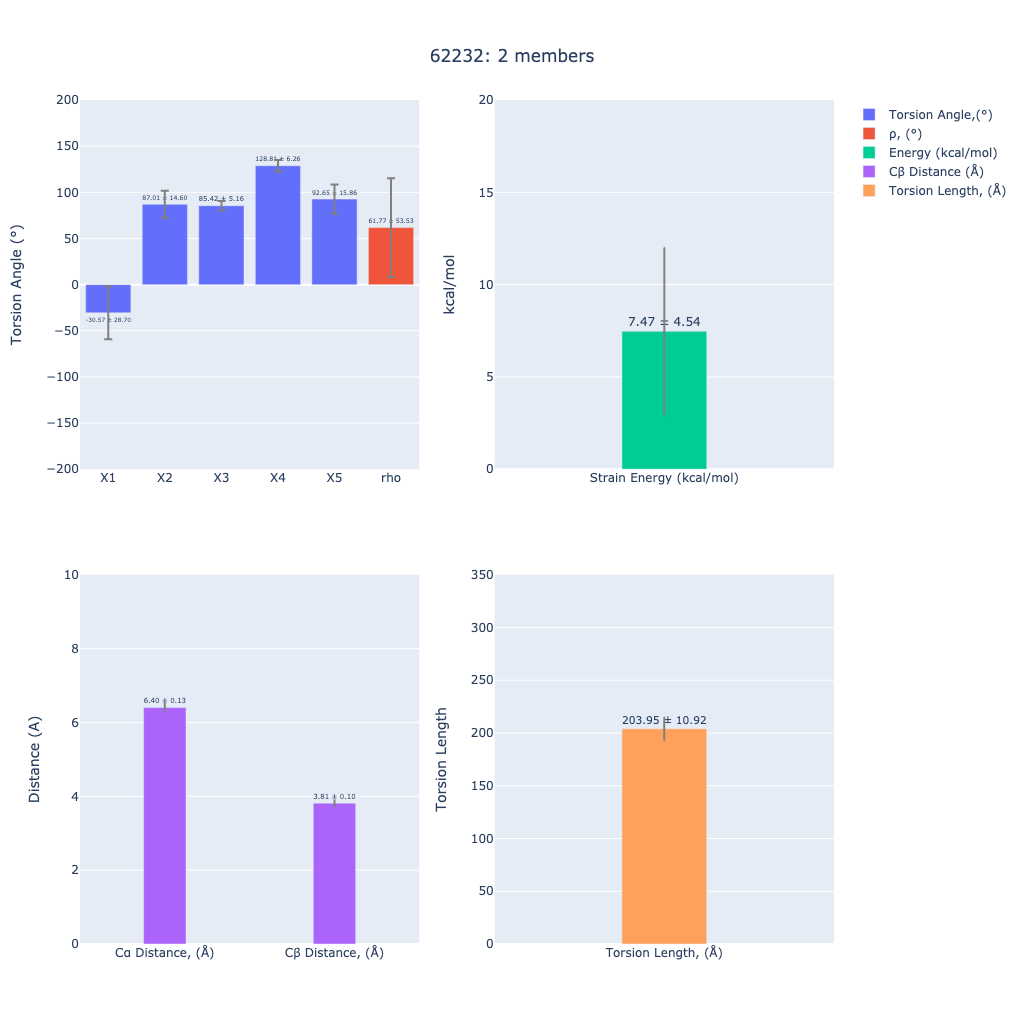 62232: 2 members
Torsion Angle (°)
200
150
100
50
0
−50
−100
−150
−200
-30.57 ± 28.70
87.01 ± 14.60
85.42 ± 5.16
128.81 ± 6.26
92.65 ± 15.86
61.77 ± 53.53
X1 X2 X3 X4 X5 rho
kcal/mol
20
15
10
5
0
7.47 ± 4.54
Strain Energy (kcal/mol)
Torsion Angle,(°)
ρ, (°)
Energy (kcal/mol)
Cβ Distance (Å)
Torsion Length, (Å)
Distance (A)
10
8
6
4
2
0
6.40 ± 0.13
3.81 ± 0.10
Cα Distance, (Å) Cβ Distance, (Å)
Torsion Length
350
300
250
200
150
100
50
0
203.95 ± 10.92
Torsion Length, (Å)